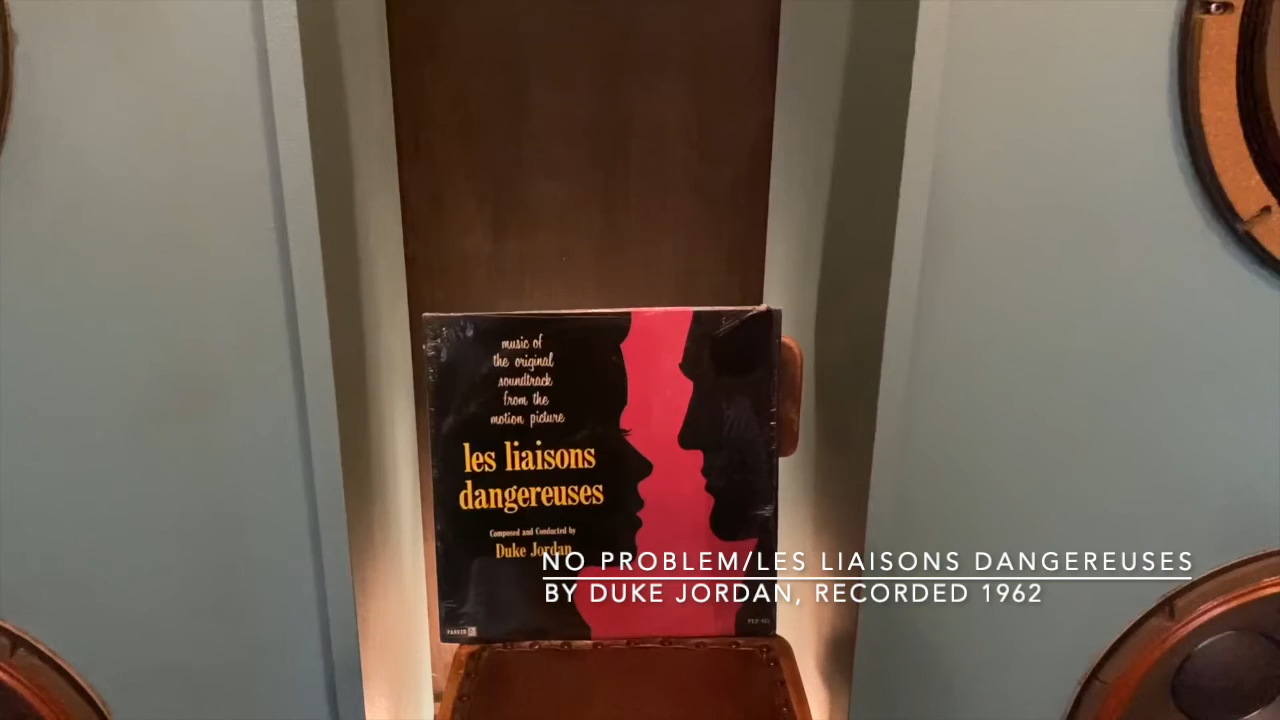 music of
the original
soundtrack
from the
motion picture
les liaisons
dangereuses
Composed and Conducted by
Duke Jordan
PARKER
NO PROBLEM/LES LIAISONS DANGEREUSES
BY DUKE JORDAN, RECORDED 1962